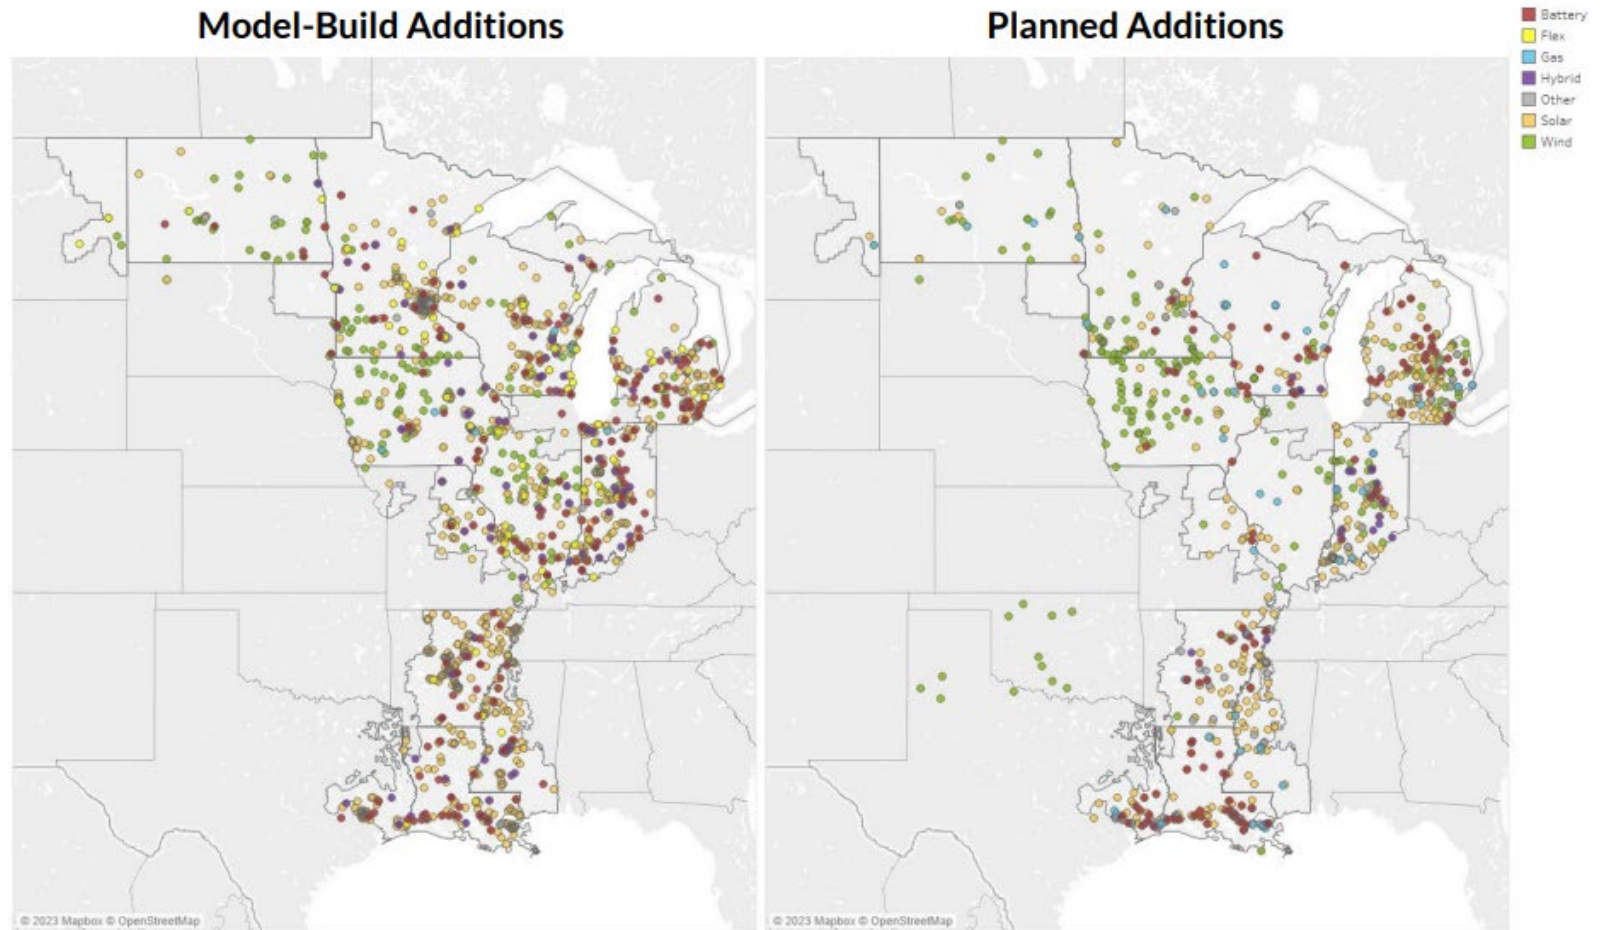 Model-Build Additions
Planned Additions
Battery
Flex
Gas
Hybrid
Other
Solar
Wind
© 2023 Mapbox © OpenStreetMap
© 2023 Mapbox © OpenStreetMap